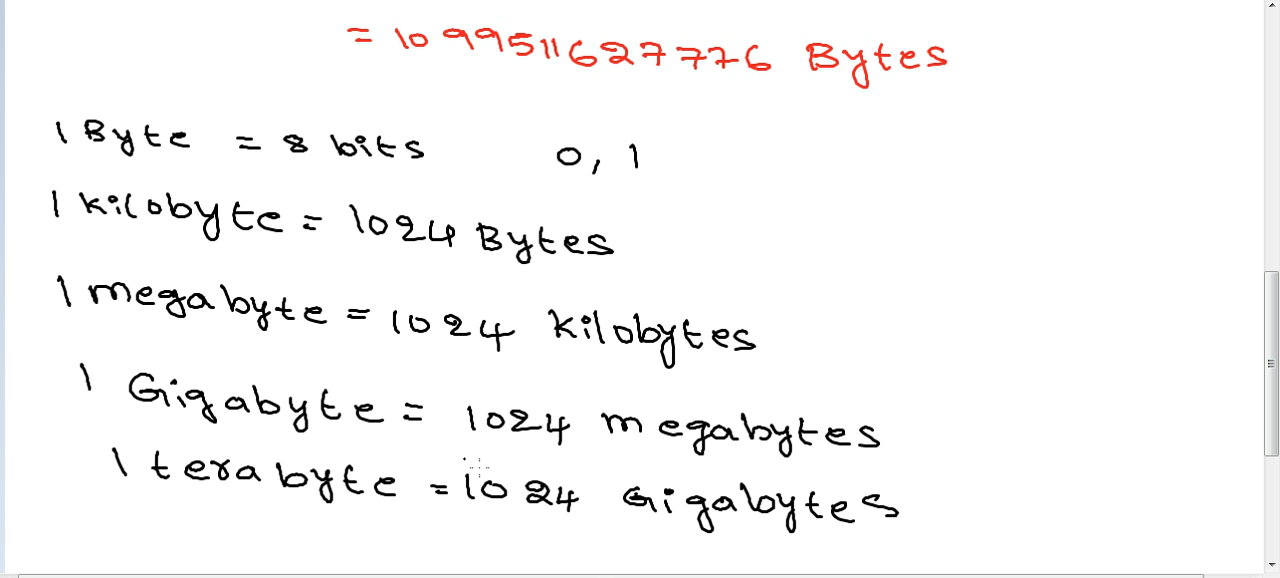 = 1099511627776 Bytes
1 Byte = 8 bits 0, 1
1 kilobyte = 1024 Bytes
1 megabyte = 1024 kilobytes
1 Gigabyte = 1024 megabytes
1 terabyte = 1024 Gigabytes